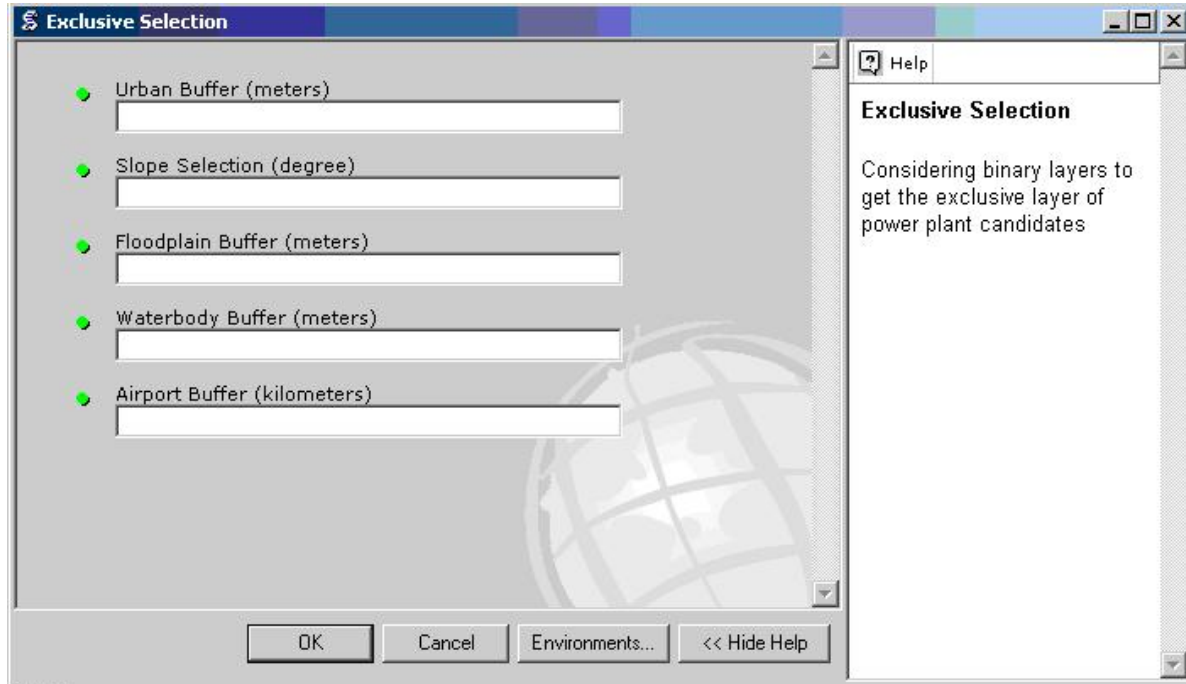 Exclusive Selection
Urban Buffer (meters)
Slope Selection (degree)
Floodplain Buffer (meters)
Waterbody Buffer (meters)
Airport Buffer (kilometers)
OK
Cancel
Environments...
<< Hide Help
Help
Exclusive Selection
Considering binary layers to
get the exclusive layer of
power plant candidates